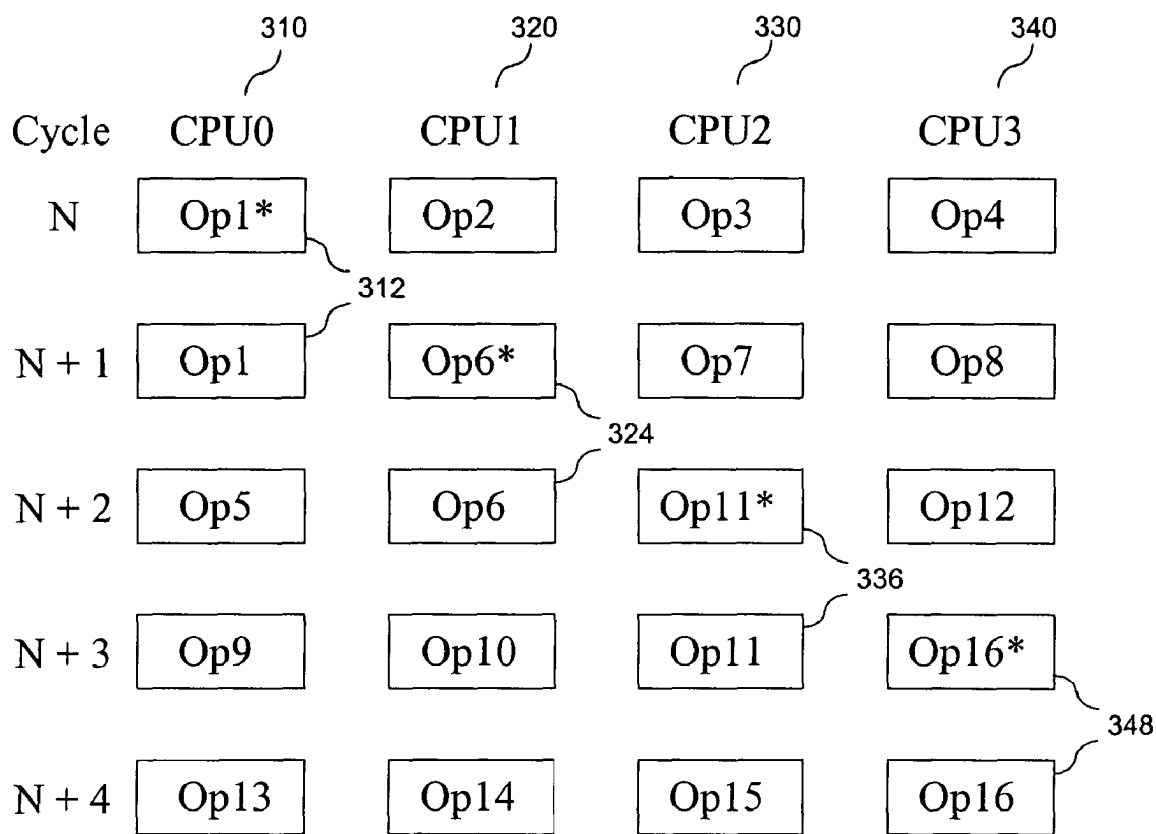 310 320 330 340
Cycle CPU0 CPU1 CPU2 CPU3
N Op1* Op2 Op3 Op4
312
N + 1 Op1 Op6* Op7 Op8
324
N + 2 Op5 Op6 Op11* Op12
336
N + 3 Op9 Op10 Op11 Op16*
348
N + 4 Op13 Op14 Op15 Op16